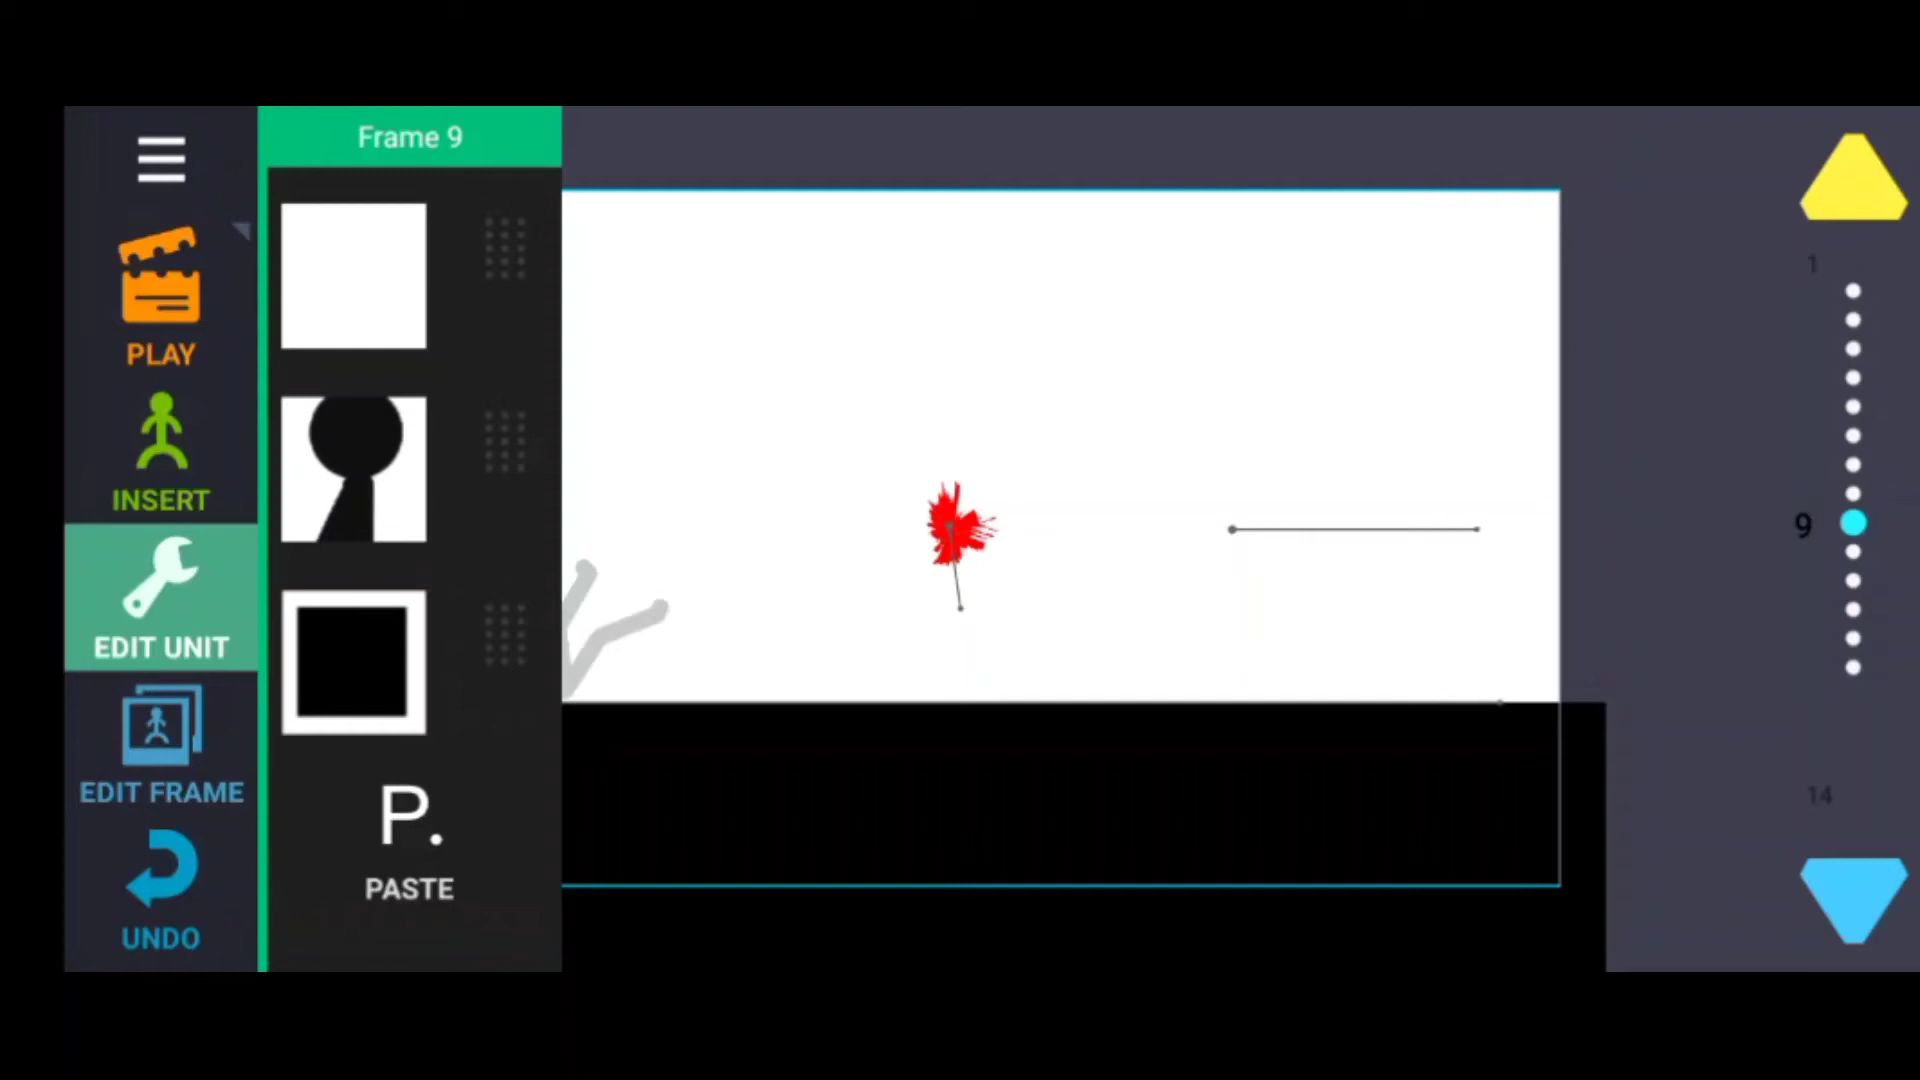 Frame 9
PLAY
INSERT
EDIT UNIT
EDIT FRAME
UNDO
P.
PASTE
1
9
14